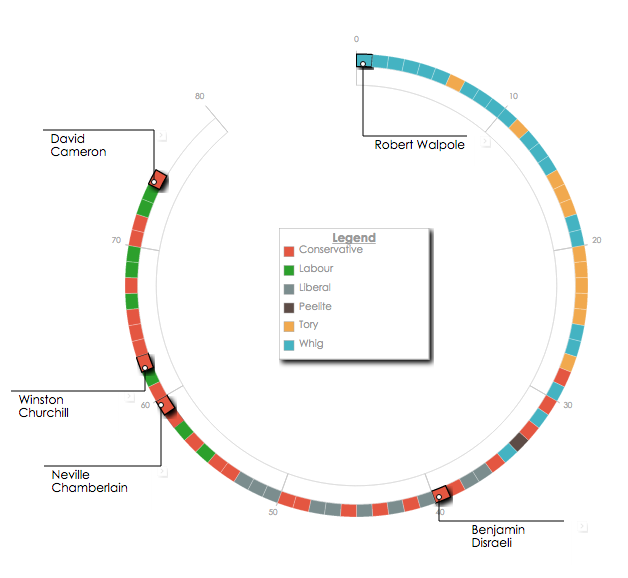 0
80
10
David
Cameron
Robert Walpole
70
20
Legend
Conservative
Labour
Liberal
Peelite
Tory
Whig
Winston
Churchill
60
30
Neville
Chamberlain
50
40
Benjamin
Disraeli